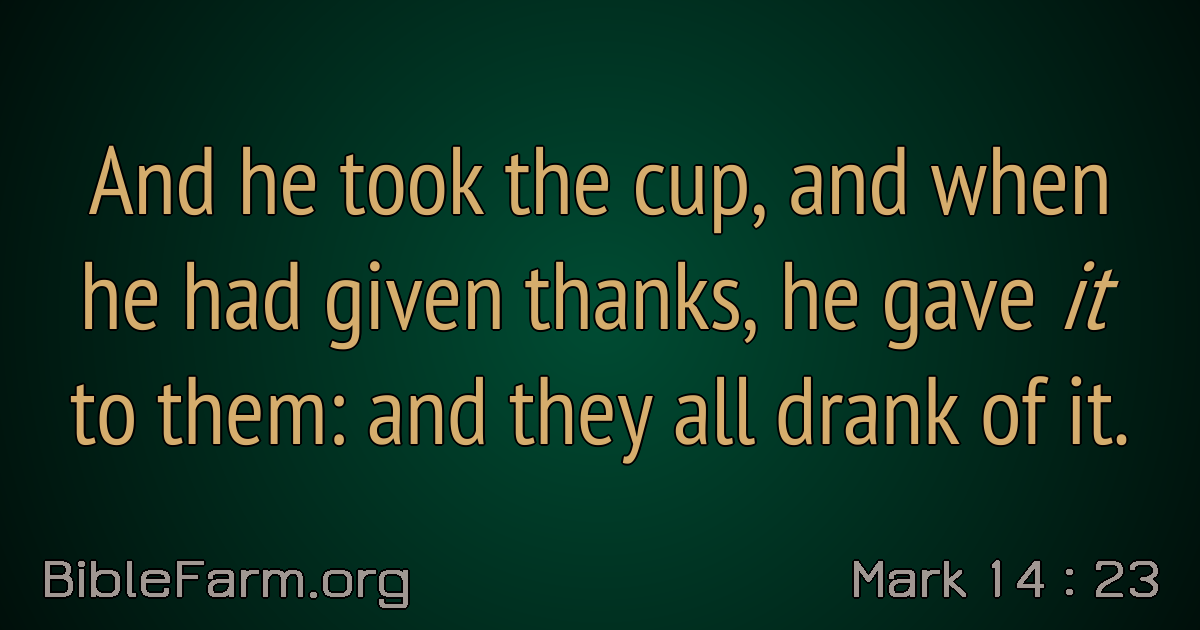 And he took the cup, and when
he had given thanks, he gave it
to them: and they all drank of it.
BibleFarm.org
Mark 14 : 23